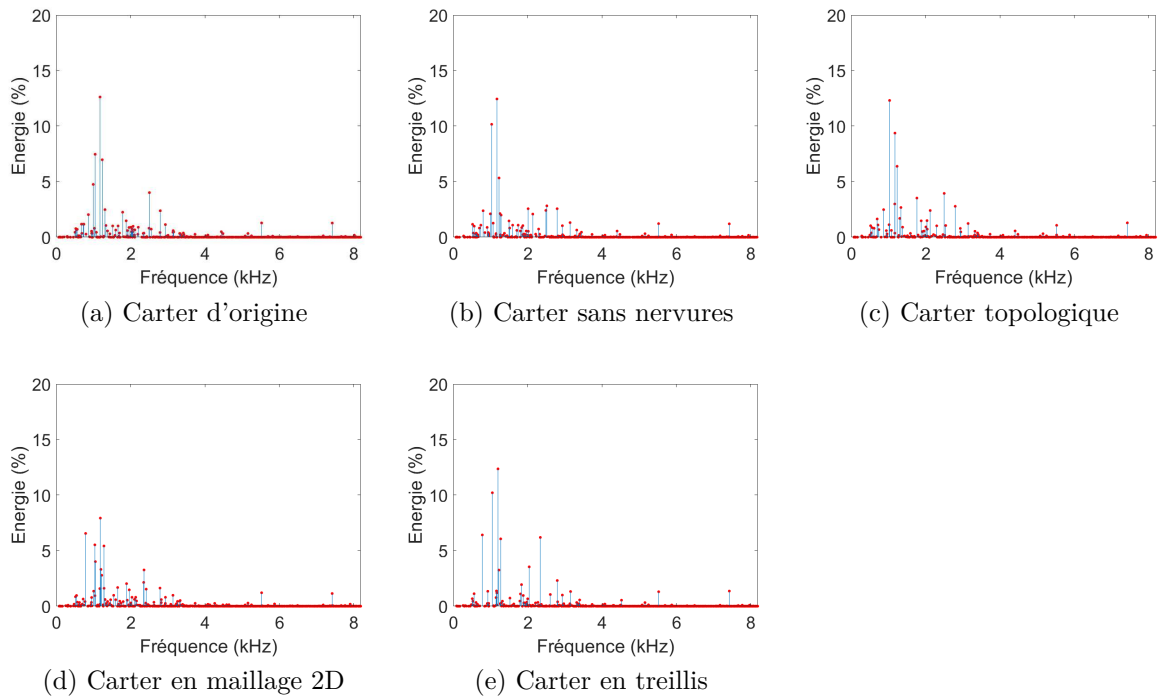 20
15
10
5
0
Energie (%)
0 2 4 6 8
Fréquence (kHz)
(a) Carter d'origine
20
15
10
5
0
Energie (%)
0 2 4 6 8
Fréquence (kHz)
(b) Carter sans nervures
20
15
10
5
0
Energie (%)
0 2 4 6 8
Fréquence (kHz)
(c) Carter topologique
20
15
10
5
0
Energie (%)
0 2 4 6 8
Fréquence (kHz)
(d) Carter en maillage 2D
20
15
10
5
0
Energie (%)
0 2 4 6 8
Fréquence (kHz)
(e) Carter en treillis